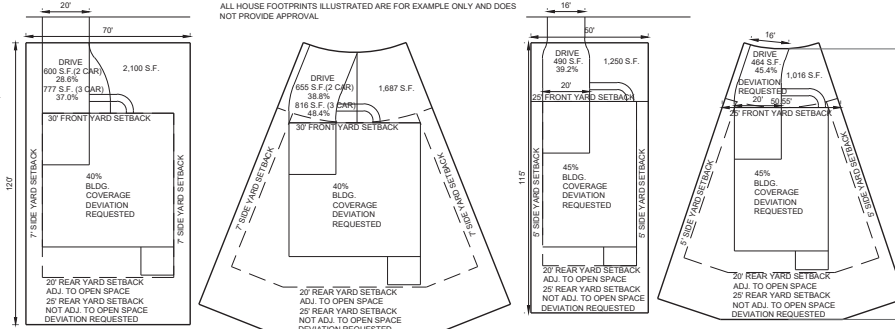 ALL HOUSE FOOTPRINTS ILLUSTRATED ARE FOR EXAMPLE ONLY AND DOES
NOT PROVIDE APPROVAL
20'
70'
DRIVE
600 S.F.(2 CAR)
28.6%
777 S.F. (3 CAR)
37.0%
2,100 S.F.
30' FRONT YARD SETBACK
120'
7' SIDE YARD SETBACK
7' SIDE YARD SETBACK
40%
BLDG.
COVERAGE
DEVIATION
REQUESTED
20' REAR YARD SETBACK
ADJ. TO OPEN SPACE
25' REAR YARD SETBACK
NOT ADJ. TO OPEN SPACE
DEVIATION REQUESTED
DRIVE
655 S.F.(2 CAR)
38.8%
816 S.F. (3 CAR)
48.4%
1,687 S.F.
30' FRONT YARD SETBACK
7' SIDE YARD SETBACK
7' SIDE YARD SETBACK
40%
BLDG.
COVERAGE
DEVIATION
REQUESTED
20' REAR YARD SETBACK
ADJ. TO OPEN SPACE
25' REAR YARD SETBACK
NOT ADJ. TO OPEN SPACE
DEVIATION REQUESTED
16'
50'
DRIVE
490 S.F.
39.2%
1,250 S.F.
20'
25' FRONT YARD SETBACK
115'
5' SIDE YARD SETBACK
5' SIDE YARD SETBACK
45%
BLDG.
COVERAGE
DEVIATION
REQUESTED
20' REAR YARD SETBACK
ADJ. TO OPEN SPACE
25' REAR YARD SETBACK
NOT ADJ. TO OPEN SPACE
DEVIATION REQUESTED
16'
DRIVE
464 S.F.
45.4%
DEVIATION
REQUESTED
1,016 S.F.
20'
50.55'
25' FRONT YARD SETBACK
5' SIDE YARD SETBACK
5' SIDE YARD SETBACK
45%
BLDG.
COVERAGE
DEVIATION
REQUESTED
20' REAR YARD SETBACK
ADJ. TO OPEN SPACE
25' REAR YARD SETBACK
NOT ADJ. TO OPEN SPACE
DEVIATION REQUESTED